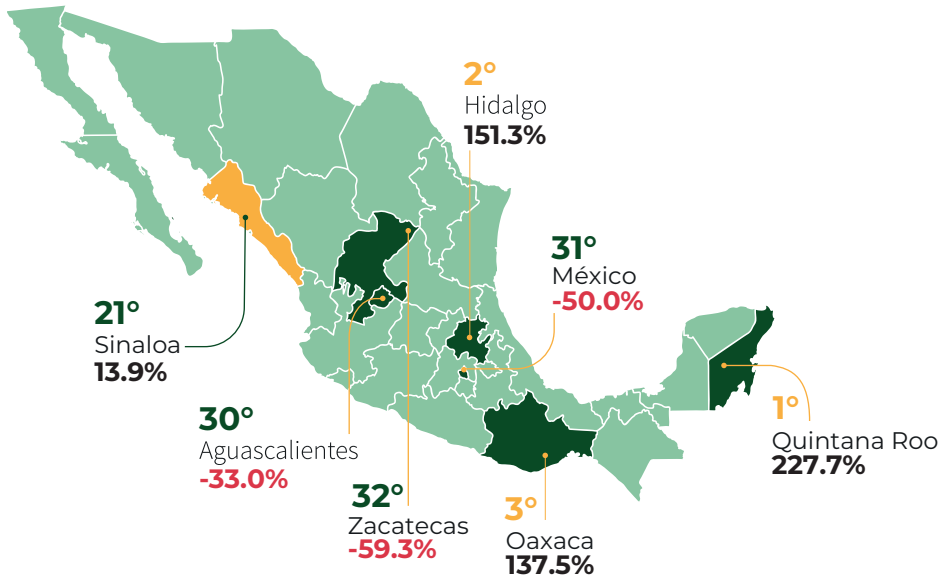 2°
Hidalgo
151.3%
31°
México
-50.0%
21°
Sinaloa
13.9%
1°
Quintana Roo
227.7%
30°
Aguascalientes
-33.0%
32°
Zacatecas
-59.3%
3°
Oaxaca
137.5%